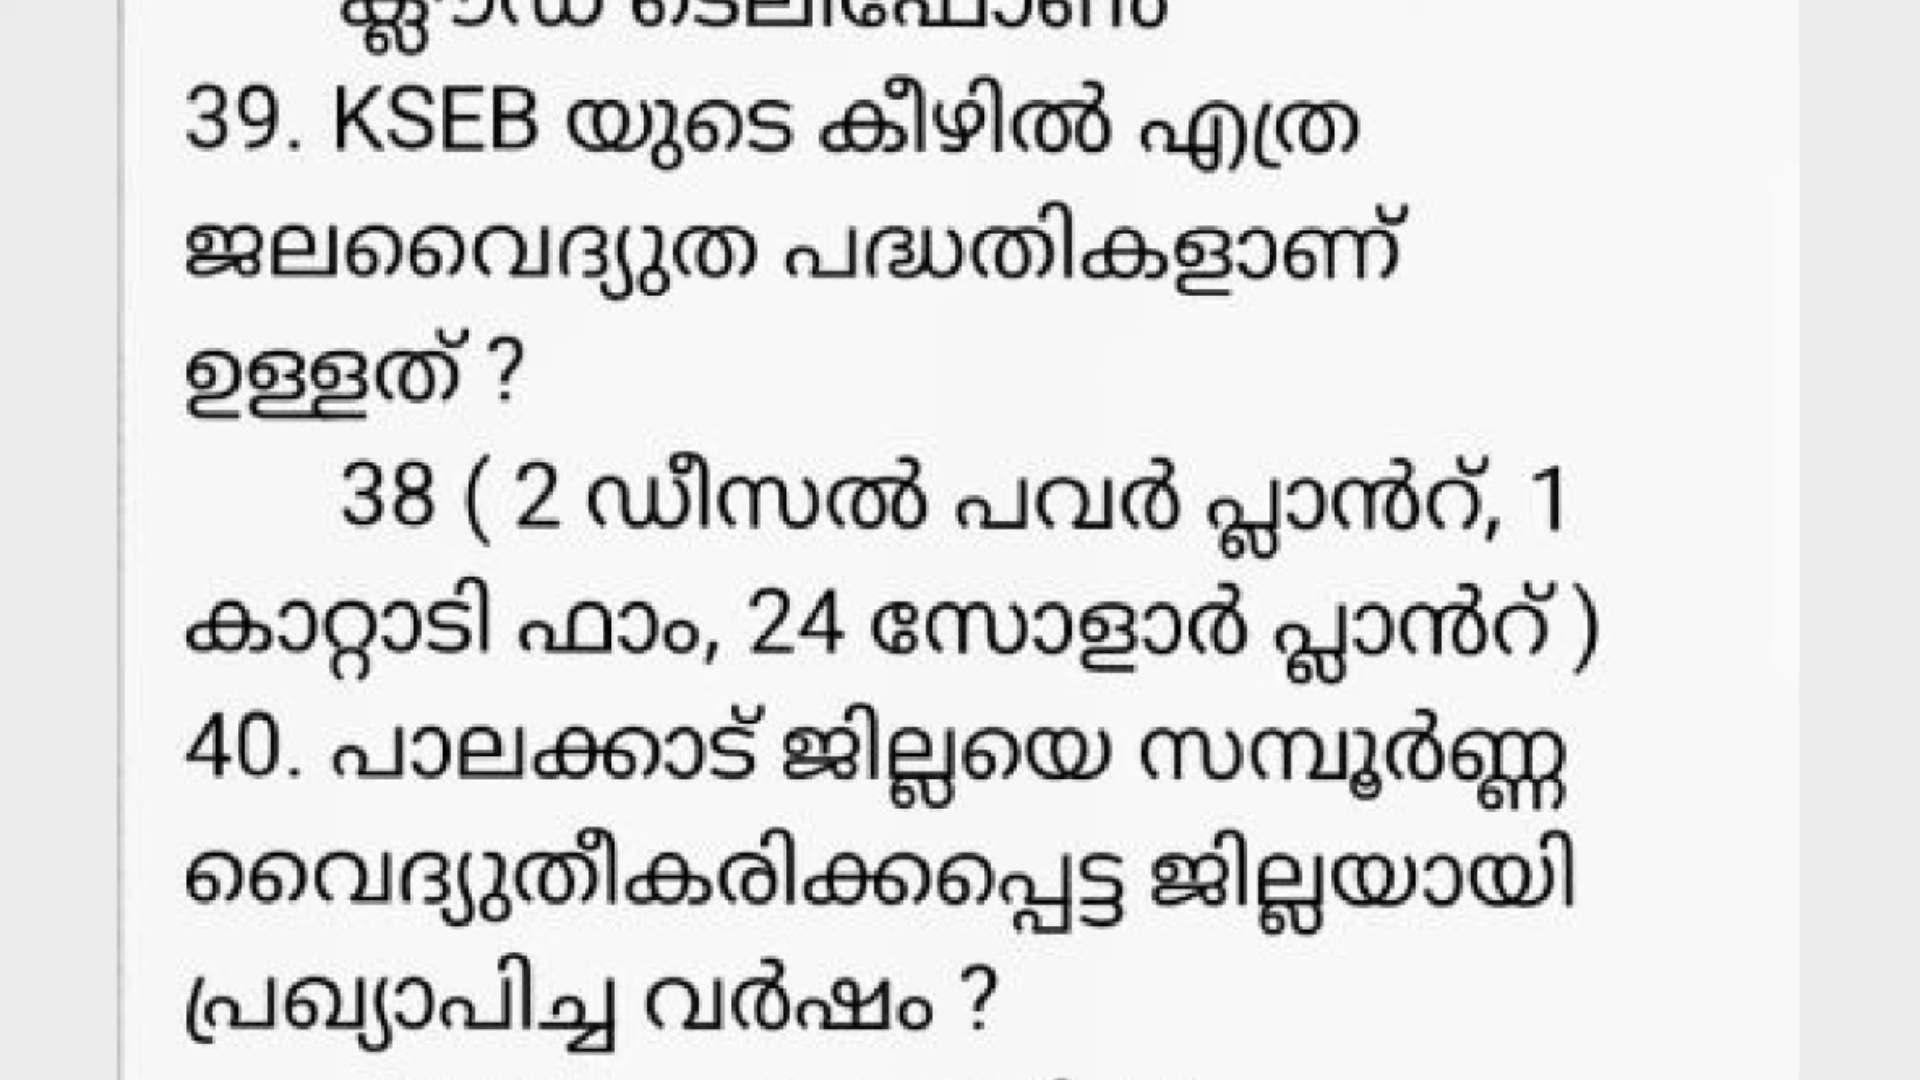 ക്ലൗഡ് ടെലിഫോൺ
39. KSEB യുടെ കീഴിൽ എത്ര
ജലവൈദ്യുത പദ്ധതികളാണ്
ഉള്ളത് ?
38 ( 2 ഡീസൽ പവർ പ്ലാൻറ്, 1
കാറ്റാടി ഫാം, 24 സോളാർ പ്ലാൻറ് )
40. പാലക്കാട് ജില്ലയെ സമ്പൂർണ്ണ
വൈദ്യുതീകരിക്കപ്പെട്ട ജില്ലയായി
പ്രഖ്യാപിച്ച വർഷം ?